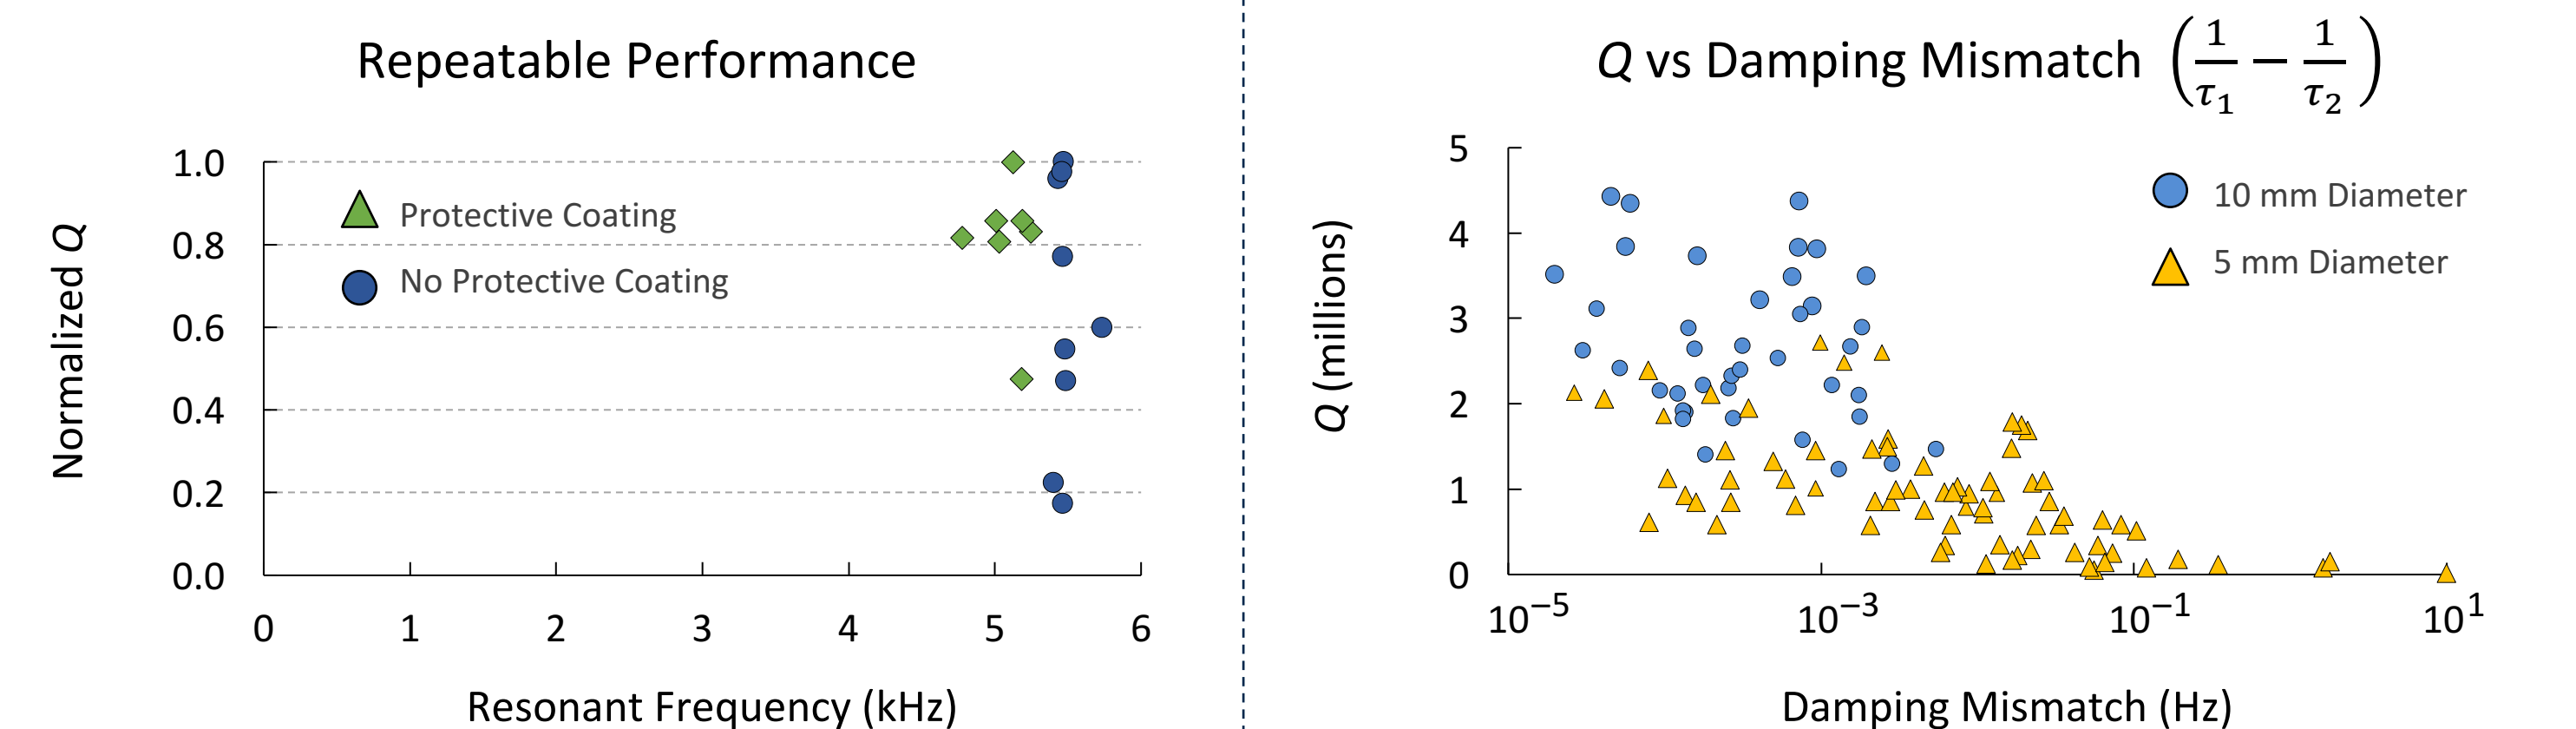 Repeatable Performance
Normalized Q
1.0
0.8
0.6
0.4
0.2
0.0
Protective Coating
No Protective Coating
0 1 2 3 4 5 6
Resonant Frequency (kHz)
Q vs Damping Mismatch (1/τ₁ − 1/τ₂)
Q (millions)
5
4
3
2
1
0
10 mm Diameter
5 mm Diameter
10⁻⁵ 10⁻³ 10⁻¹ 10¹
Damping Mismatch (Hz)